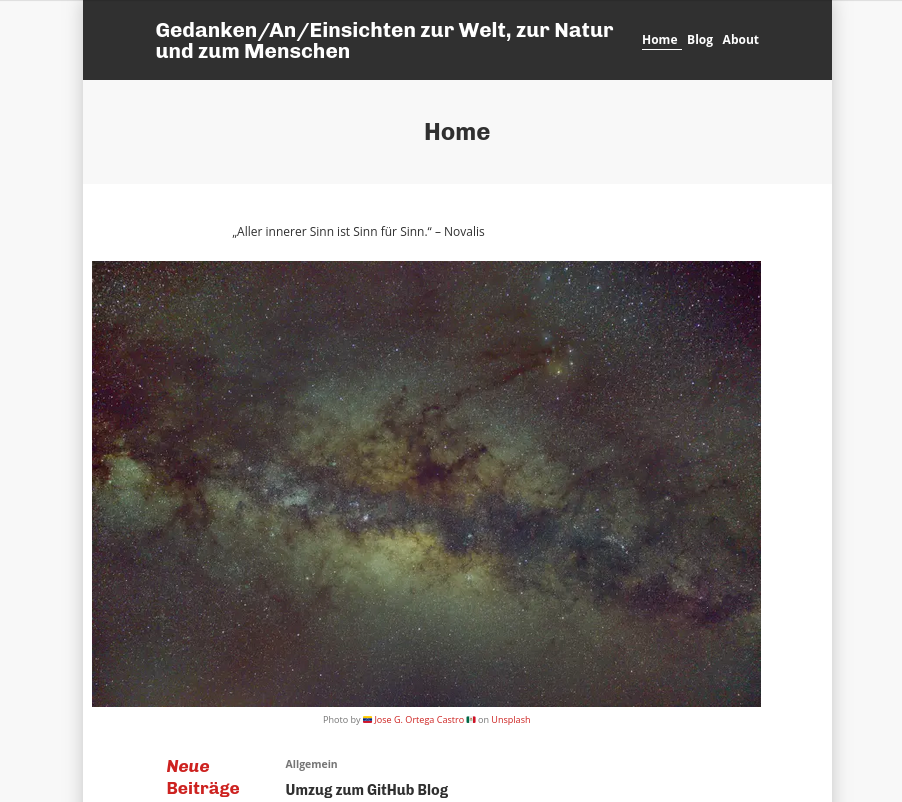 Gedanken/An/Einsichten zur Welt, zur Natur
und zum Menschen
Home Blog About
Home
„Aller innerer Sinn ist Sinn für Sinn.“ – Novalis
Photo by 🇻🇪 Jose G. Ortega Castro 🇲🇽 on Unsplash
Neue
Beiträge
Allgemein
Umzug zum GitHub Blog